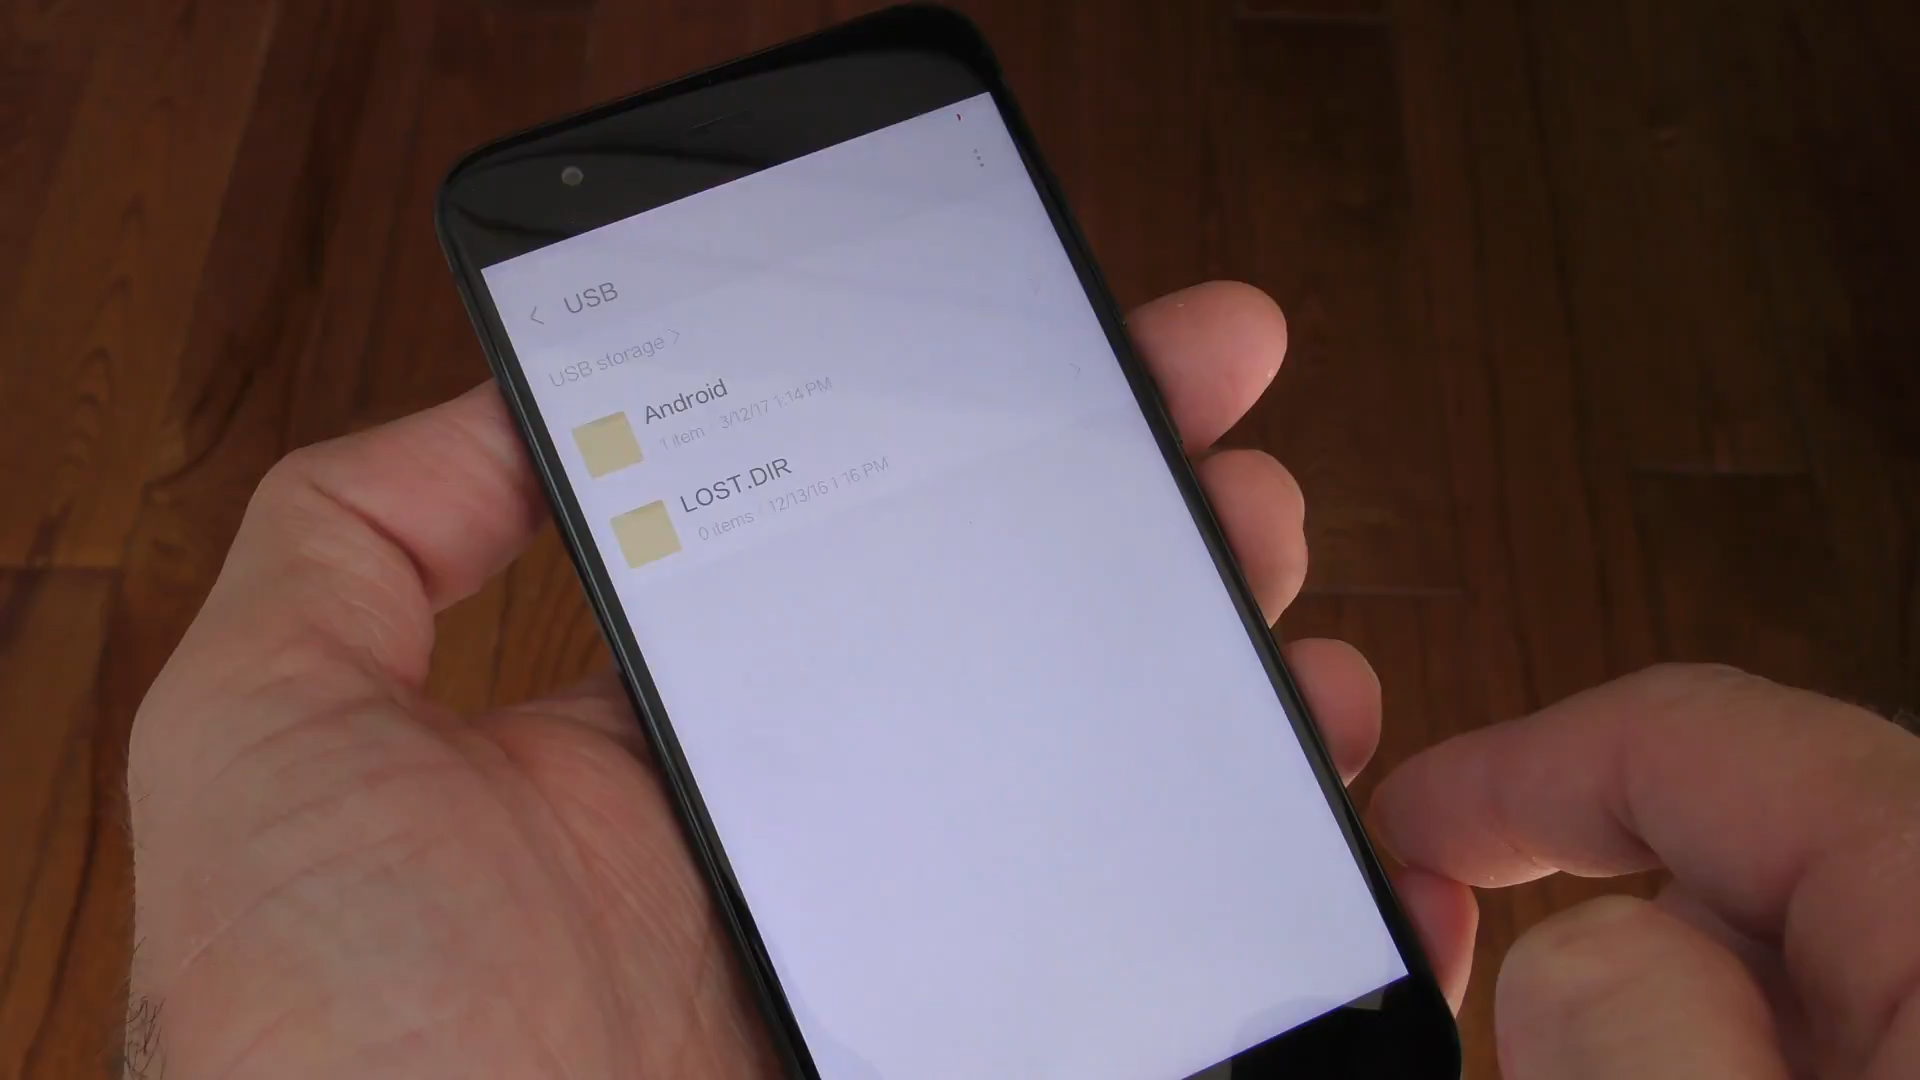 USB
USB storage >
Android
1 item 3/12/17 1:14 PM
LOST.DIR
0 items 12/13/16 1:16 PM